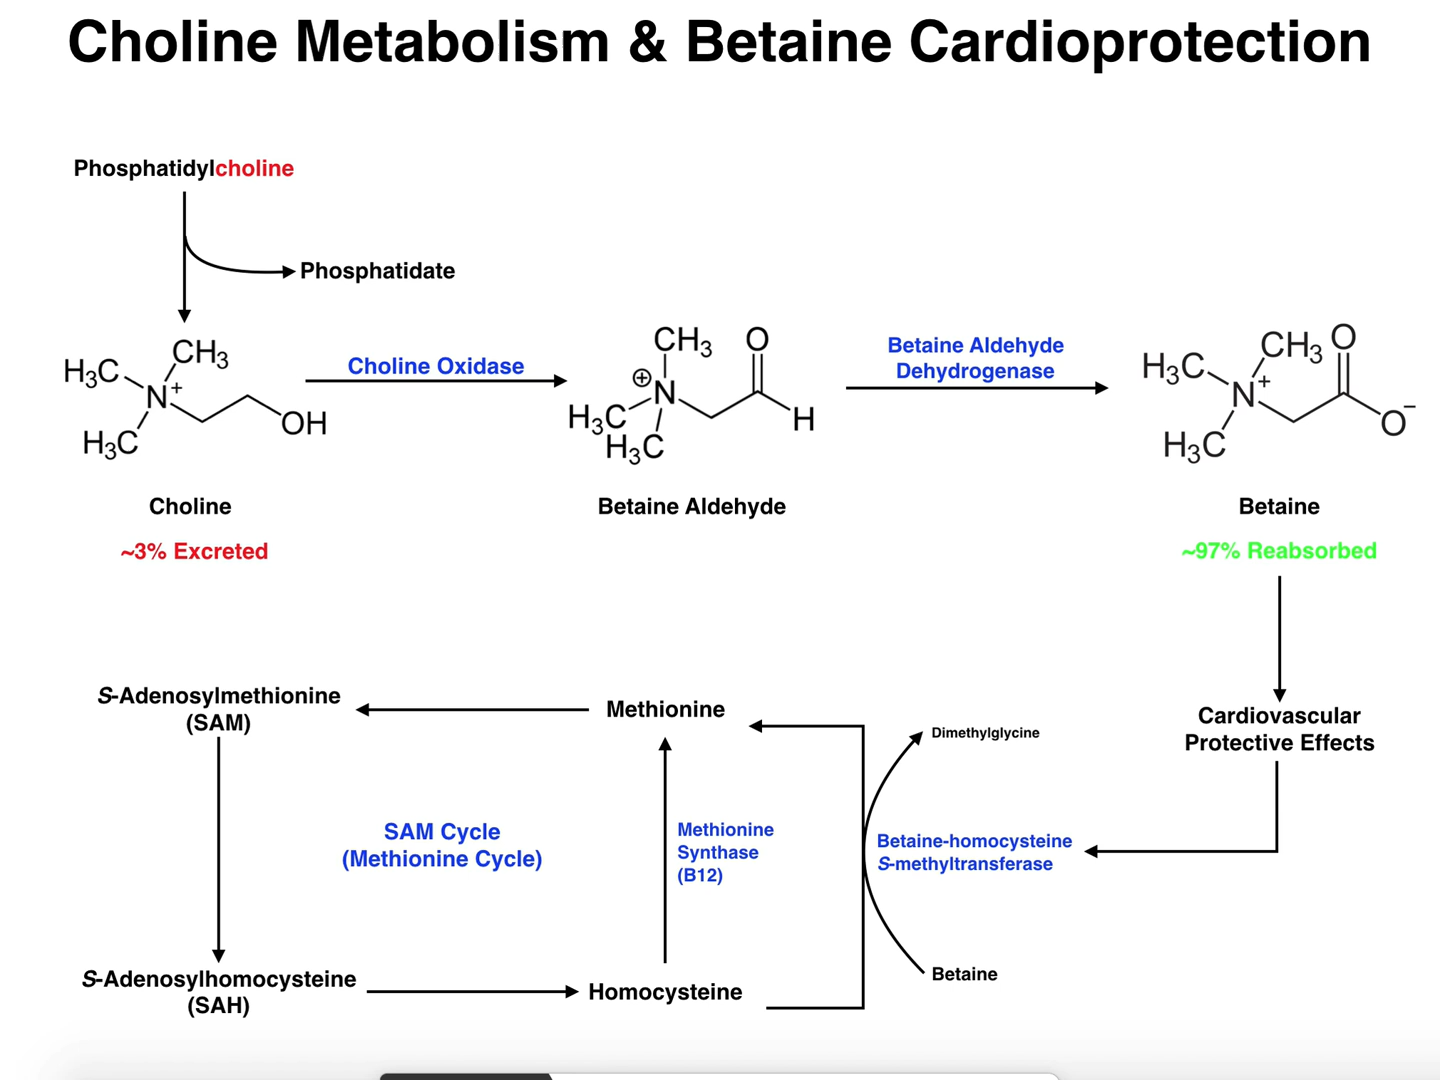 Choline Metabolism & Betaine Cardioprotection
Phosphatidylcholine
Phosphatidate
H3C
CH3
N+
H3C
OH
Choline Oxidase
CH3
O
⊕
N
H3C
H3C
H
Betaine Aldehyde
Dehydrogenase
H3C
CH3
O
N+
H3C
O−
Choline
Betaine Aldehyde
Betaine
~3% Excreted
~97% Reabsorbed
S-Adenosylmethionine
(SAM)
Methionine
Dimethylglycine
Cardiovascular
Protective Effects
SAM Cycle
(Methionine Cycle)
Methionine
Synthase
(B12)
Betaine-homocysteine
S-methyltransferase
S-Adenosylhomocysteine
(SAH)
Homocysteine
Betaine